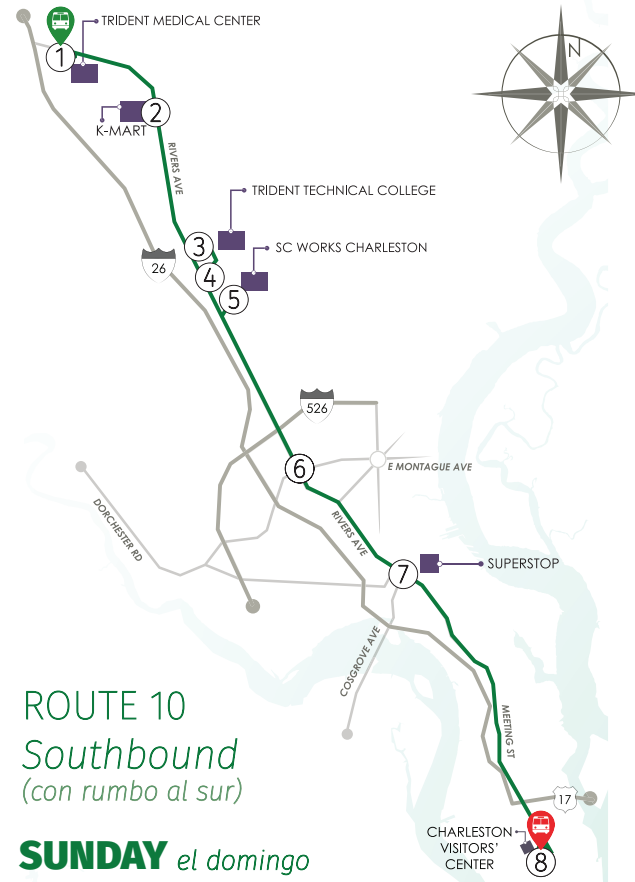 TRIDENT MEDICAL CENTER
1
N
K-MART
2
RIVERS AVE
TRIDENT TECHNICAL COLLEGE
3
SC WORKS CHARLESTON
26
4
5
526
6
E MONTAGUE AVE
DORCHESTER RD
RIVERS AVE
SUPERSTOP
7
COSGROVE AVE
ROUTE 10
Southbound
(con rumbo al sur)
MEETING ST
17
CHARLESTON
VISITORS'
CENTER
8
SUNDAY el domingo